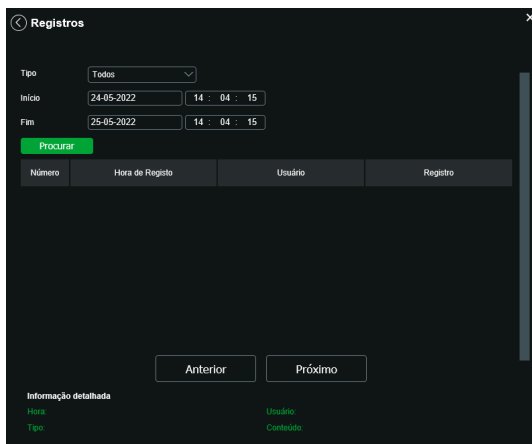 Registros
Tipo Todos
Início 24-05-2022 14 : 04 : 15
Fim 25-05-2022 14 : 04 : 15
Procurar
Número Hora de Registo Usuário Registro
Anterior Próximo
Informação detalhada
Hora: Usuário:
Tipo: Conteúdo: